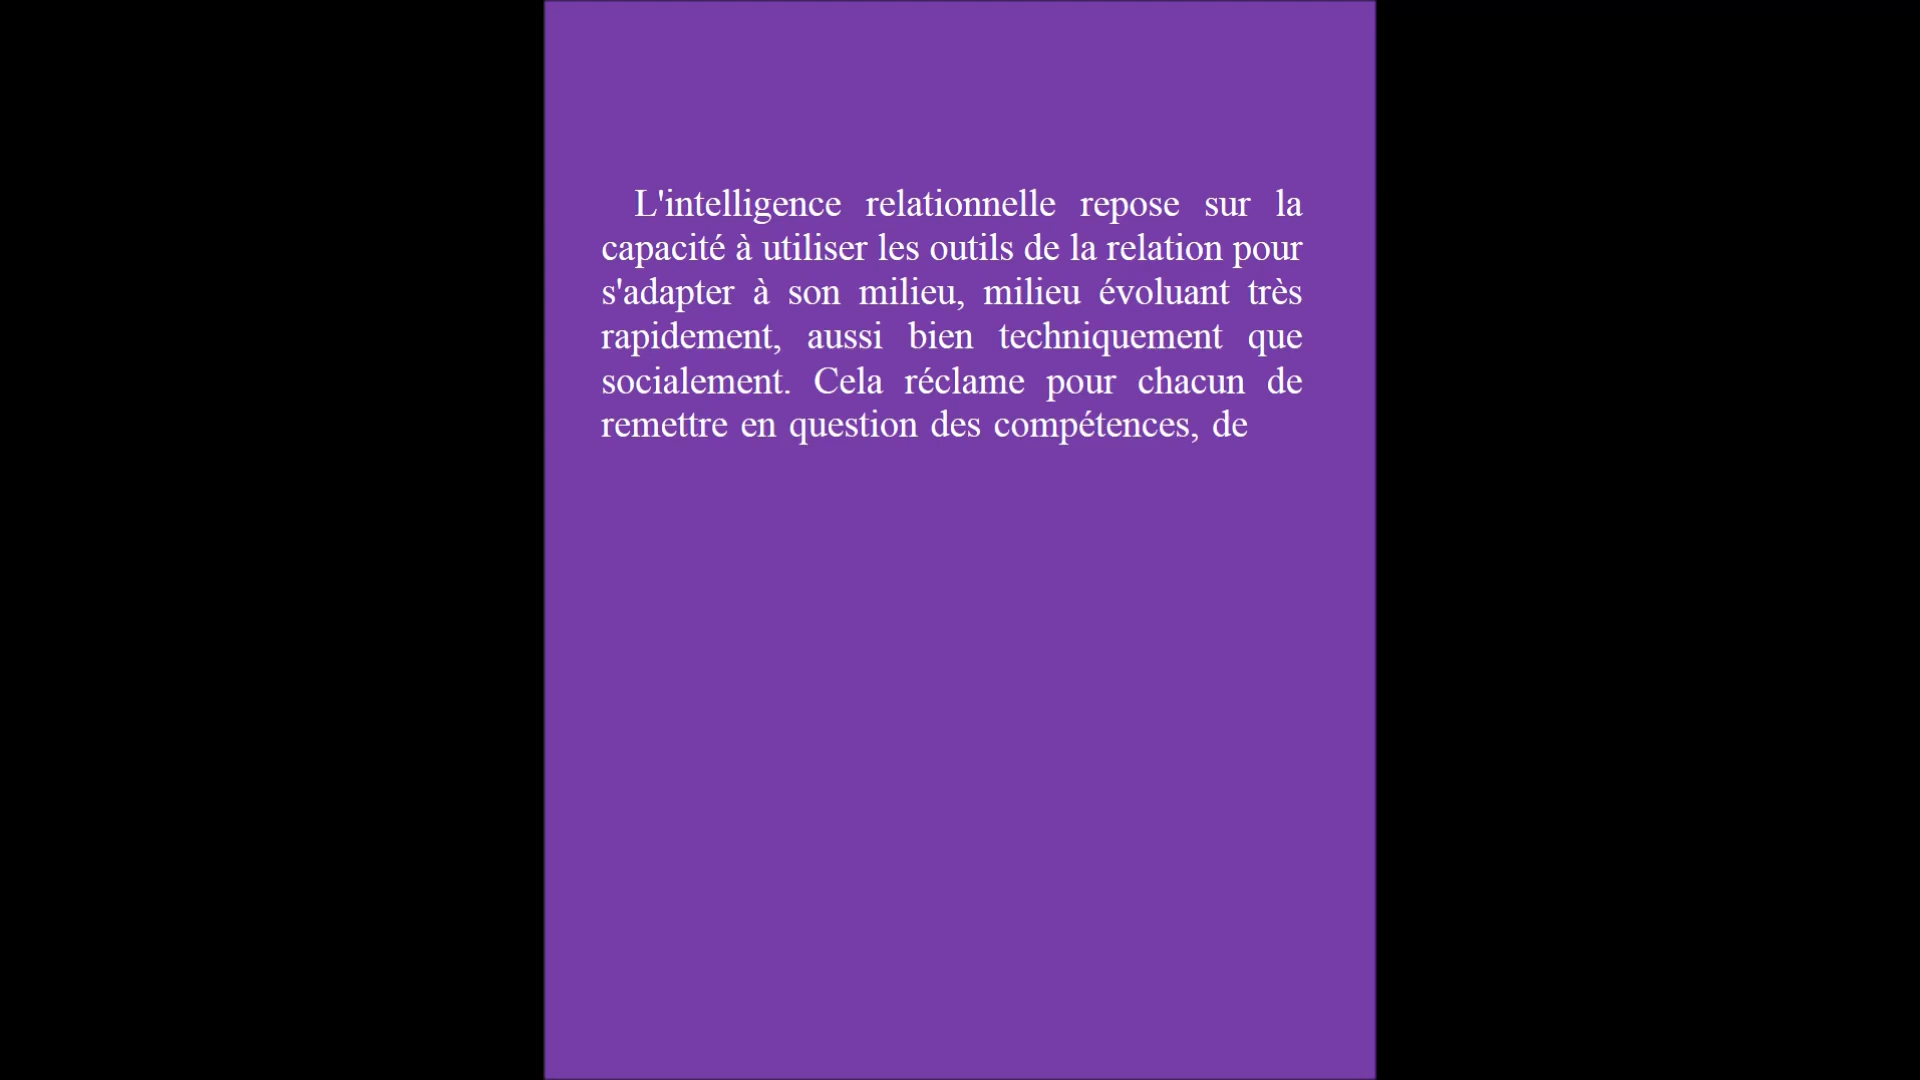 L'intelligence relationnelle repose sur la
capacité à utiliser les outils de la relation pour
s'adapter à son milieu, milieu évoluant très
rapidement, aussi bien techniquement que
socialement. Cela réclame pour chacun de
remettre en question des compétences, de